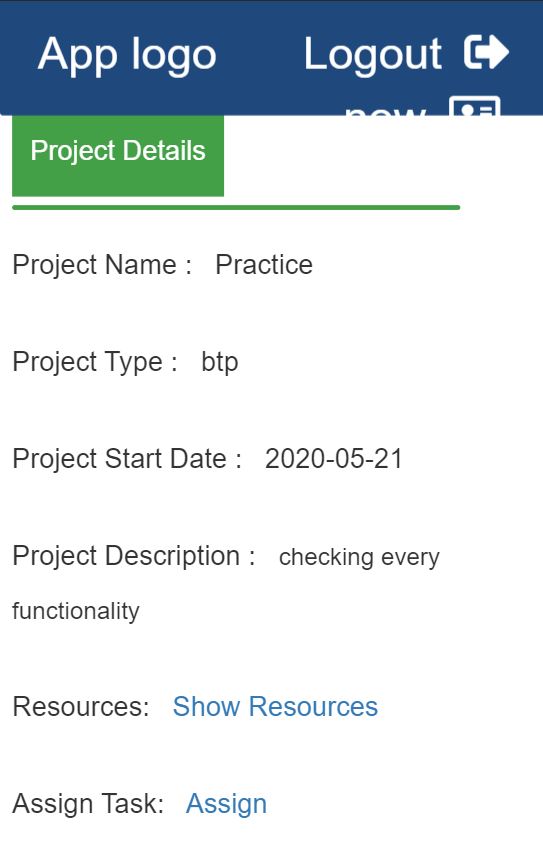 App logo Logout
new
Project Details
Project Name : Practice
Project Type : btp
Project Start Date : 2020-05-21
Project Description : checking every
functionality
Resources: Show Resources
Assign Task: Assign